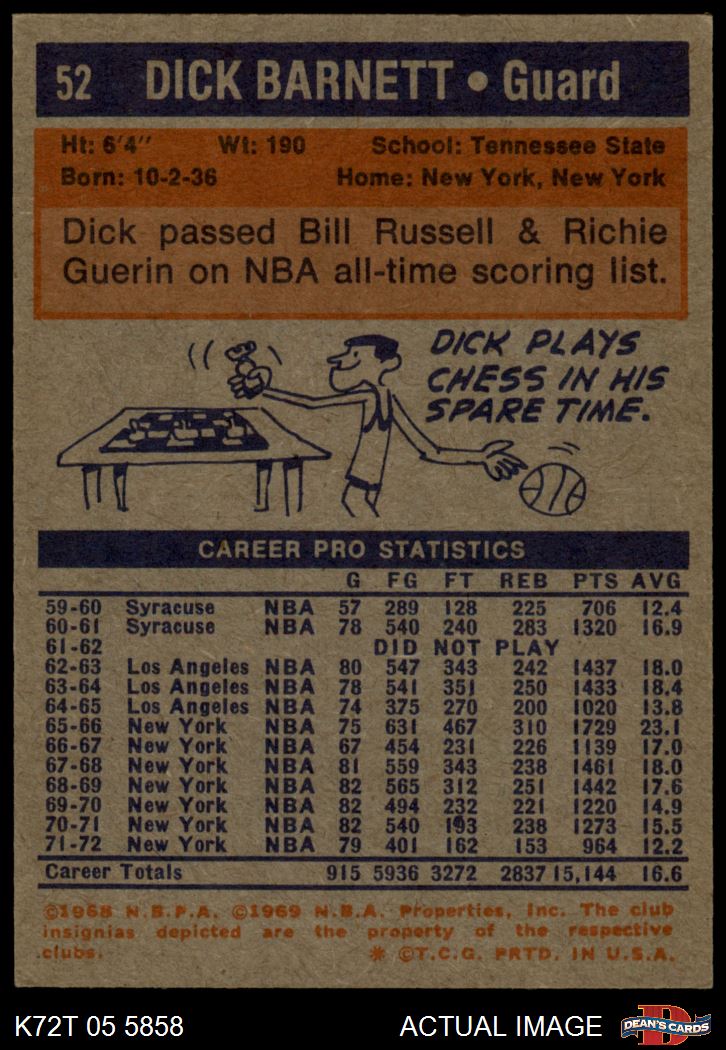 52 DICK BARNETT • Guard
Ht: 6'4" Wt: 190 School: Tennessee State
Born: 10-2-36 Home: New York, New York
Dick passed Bill Russell & Richie
Guerin on NBA all-time scoring list.
DICK PLAYS
CHESS IN HIS
SPARE TIME.
CAREER PRO STATISTICS
G FG FT REB PTS AVG
59-60 Syracuse NBA 57 289 128 225 706 12.4
60-61 Syracuse NBA 78 540 240 283 1320 16.9
61-62 DID NOT PLAY
62-63 Los Angeles NBA 80 547 343 242 1437 18.0
63-64 Los Angeles NBA 78 541 351 250 1433 18.4
64-65 Los Angeles NBA 74 375 270 200 1020 13.8
65-66 New York NBA 75 631 467 310 1729 23.1
66-67 New York NBA 67 454 231 226 1139 17.0
67-68 New York NBA 81 559 343 238 1461 18.0
68-69 New York NBA 82 565 312 251 1442 17.6
69-70 New York NBA 82 494 232 221 1220 14.9
70-71 New York NBA 82 540 193 238 1273 15.5
71-72 New York NBA 79 401 162 153 964 12.2
Career Totals 915 5936 3272 2837 15,144 16.6
©1968 N.B.P.A. ©1969 N.B.A. Properties, Inc. The club
insignias depicted are the property of the respective
clubs. * ©T.C.G. PRTD. IN U.S.A.
K72T 05 5858 ACTUAL IMAGE D DEAN'S CARDS